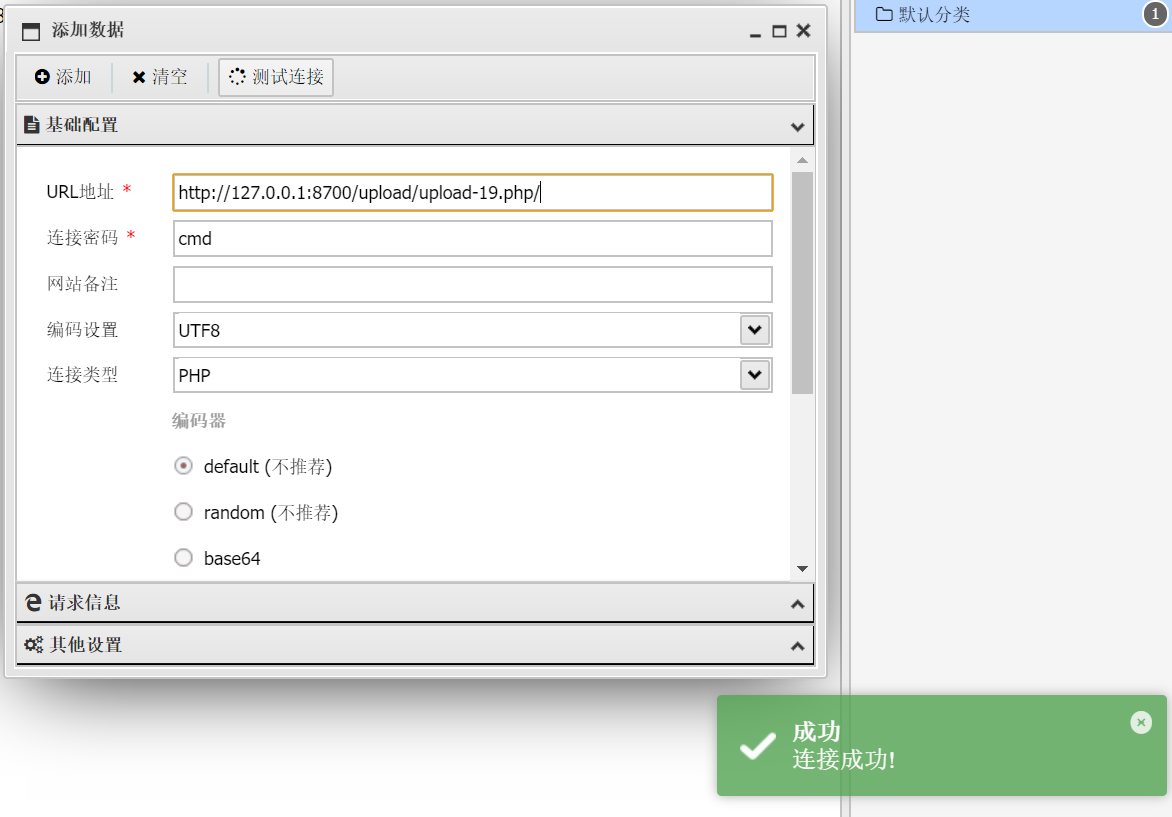 添加数据
添加 清空 测试连接
基础配置
URL地址 * http://127.0.0.1:8700/upload/upload-19.php/
连接密码 * cmd
网站备注
编码设置 UTF8
连接类型 PHP
编码器
default (不推荐)
random (不推荐)
base64
请求信息
其他设置
默认分类 1
成功
连接成功!